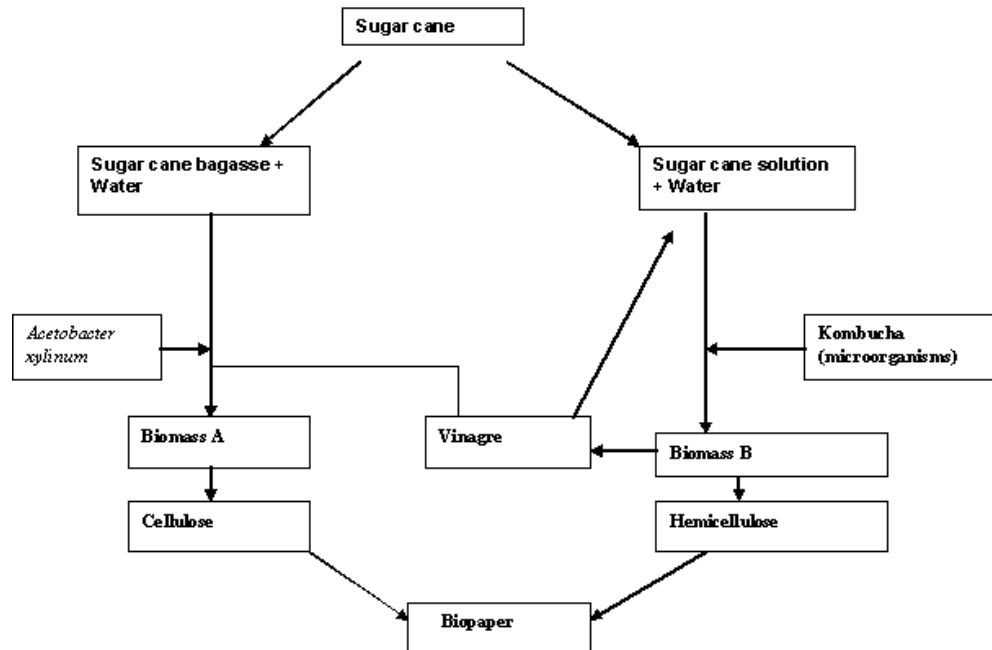 Sugar cane
Sugar cane bagasse +
Water
Sugar cane solution
+ Water
Acetobacter
xylinum
Kombucha
(microorganisms)
Biomass A
Vinagre
Biomass B
Cellulose
Hemicellulose
Biopaper